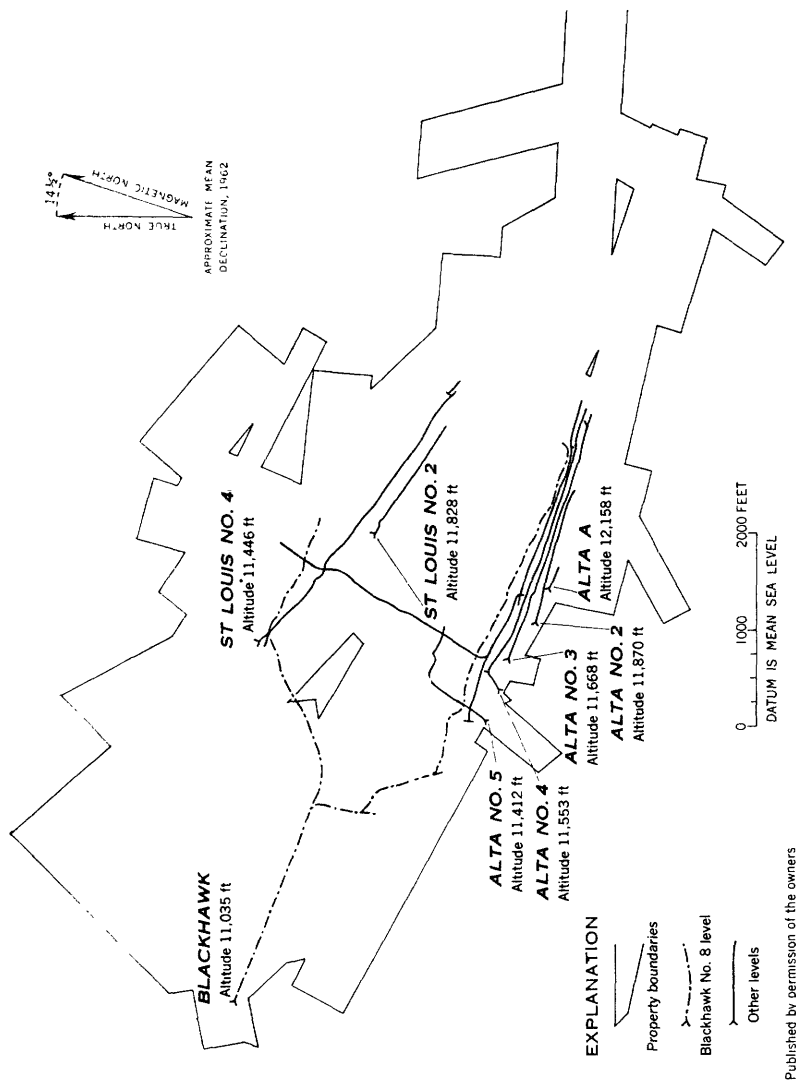 14½°
TRUE NORTH
MAGNETIC NORTH
APPROXIMATE MEAN
DECLINATION, 1962
ST LOUIS NO. 4
Altitude 11,446 ft
ST LOUIS NO. 2
Altitude 11,828 ft
BLACKHAWK
Altitude 11,035 ft
ALTA NO. 5
Altitude 11,412 ft
ALTA NO. 4
Altitude 11,553 ft
ALTA NO. 3
Altitude 11,668 ft
ALTA NO. 2
Altitude 11,870 ft
ALTA A
Altitude 12,158 ft
EXPLANATION
Property boundaries
Blackhawk No. 8 level
Other levels
0 1000 2000 FEET
DATUM IS MEAN SEA LEVEL
Published by permission of the owners